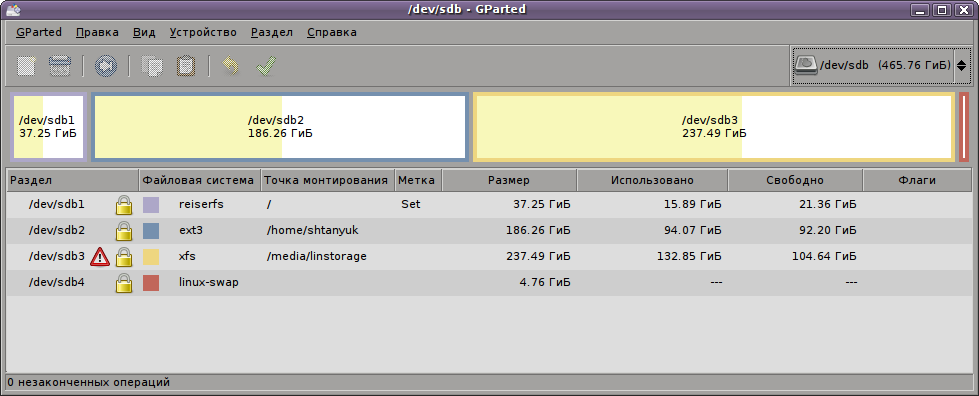 /dev/sdb - GParted
GParted Правка Вид Устройство Раздел Справка
/dev/sdb (465.76 ГиБ)
/dev/sdb1 /dev/sdb2 /dev/sdb3
37.25 ГиБ 186.26 ГиБ 237.49 ГиБ
Раздел Файловая система Точка монтирования Метка Размер Использовано Свободно Флаги
/dev/sdb1 reiserfs / Set 37.25 ГиБ 15.89 ГиБ 21.36 ГиБ
/dev/sdb2 ext3 /home/shtanyuk 186.26 ГиБ 94.07 ГиБ 92.20 ГиБ
/dev/sdb3 xfs /media/linstorage 237.49 ГиБ 132.85 ГиБ 104.64 ГиБ
/dev/sdb4 linux-swap 4.76 ГиБ --- ---
0 незаконченных операций